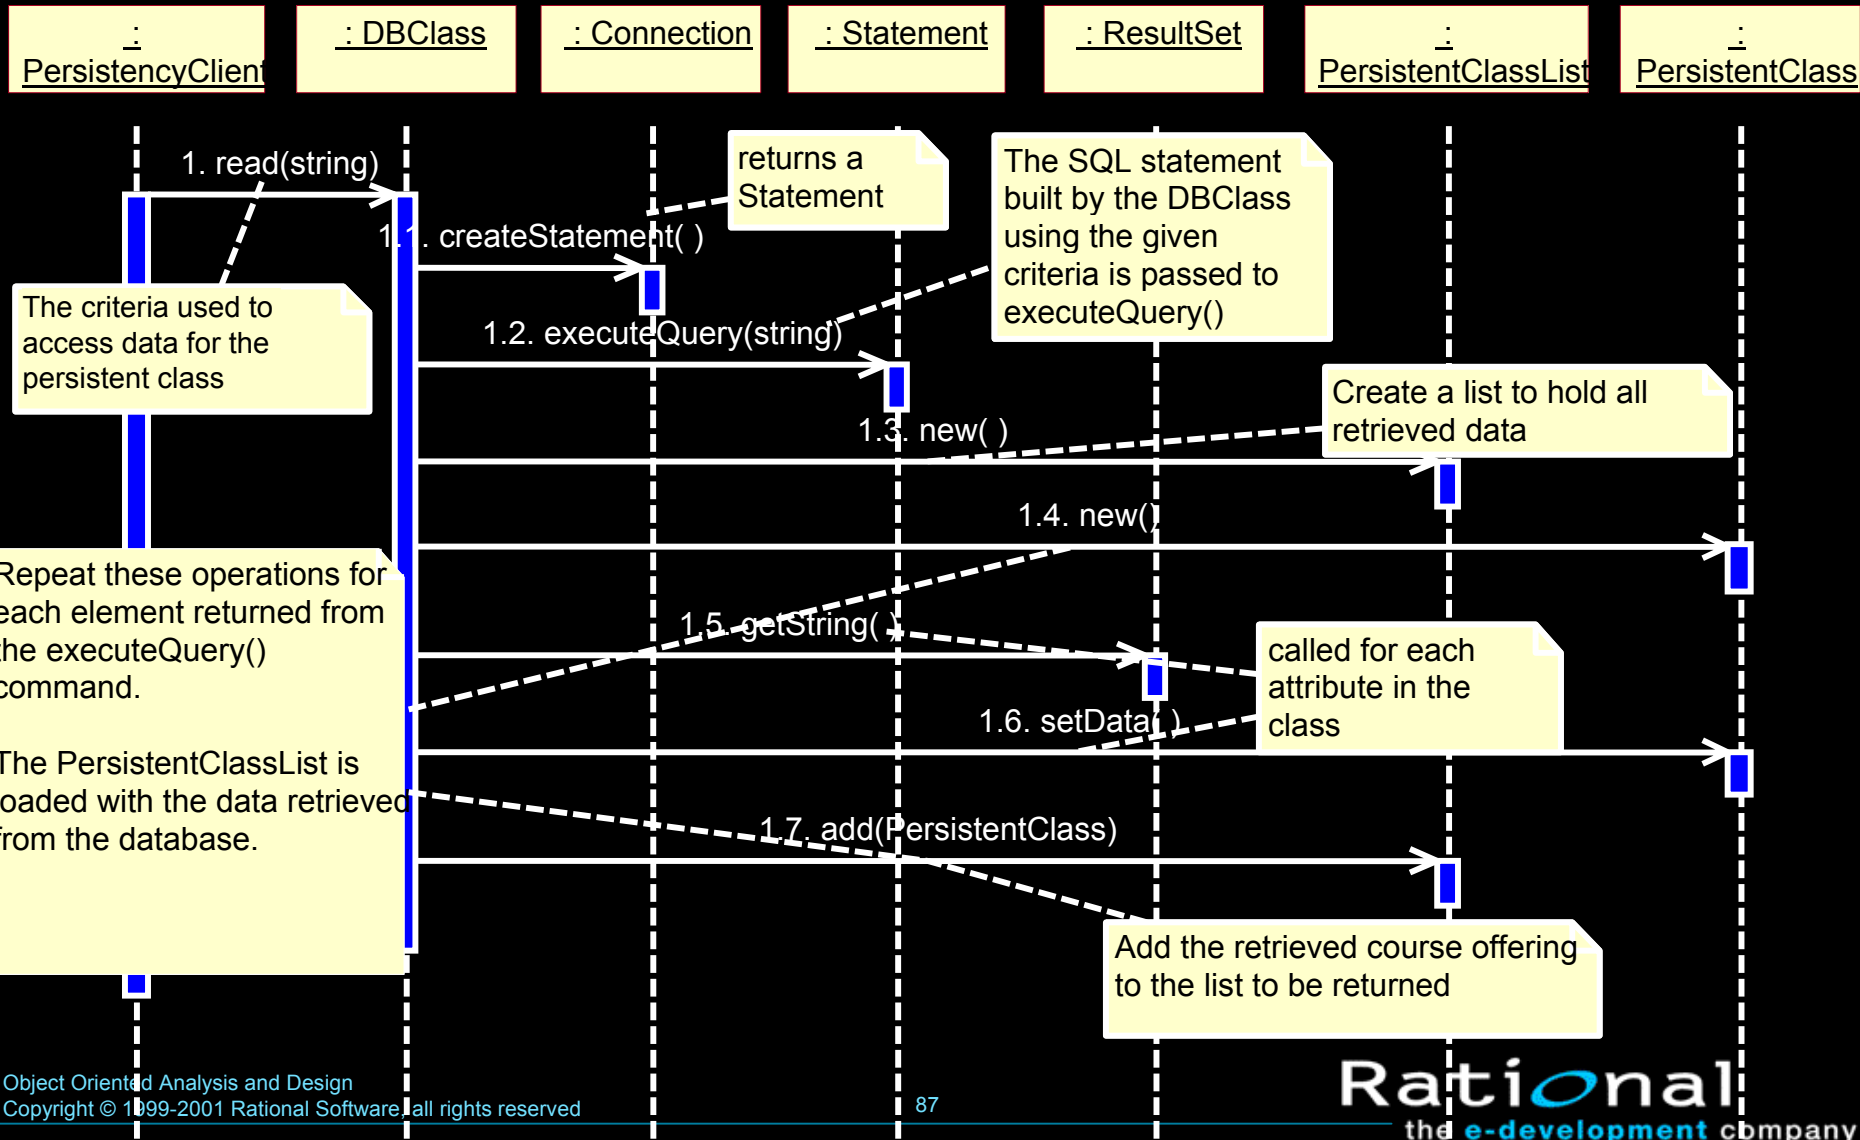 :
PersistencyClient
: DBClass
: Connection
: Statement
: ResultSet
:
PersistentClassList
:
PersistentClass
1. read(string)
returns a
Statement
The SQL statement
built by the DBClass
using the given
criteria is passed to
executeQuery()
1.1. createStatement( )
The criteria used to
access data for the
persistent class
1.2. executeQuery(string)
Create a list to hold all
retrieved data
1.3. new( )
1.4. new()
Repeat these operations for
each element returned from
the executeQuery()
command.
The PersistentClassList is
loaded with the data retrieved
from the database.
1.5. getString( )
called for each
attribute in the
class
1.6. setData( )
1.7. add(PersistentClass)
Add the retrieved course offering
to the list to be returned
Object Oriented Analysis and Design
Copyright © 1999-2001 Rational Software, all rights reserved
87
Rational
the e-development company